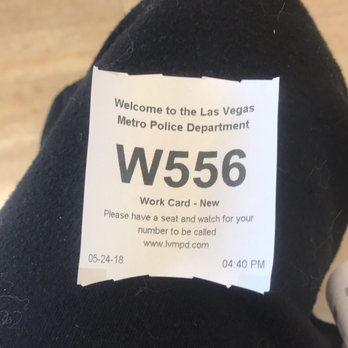 Welcome to the Las Vegas
Metro Police Department
W556
Work Card - New
Please have a seat and watch for your
number to be called
www.lvmpd.com
05-24-18 04:40 PM